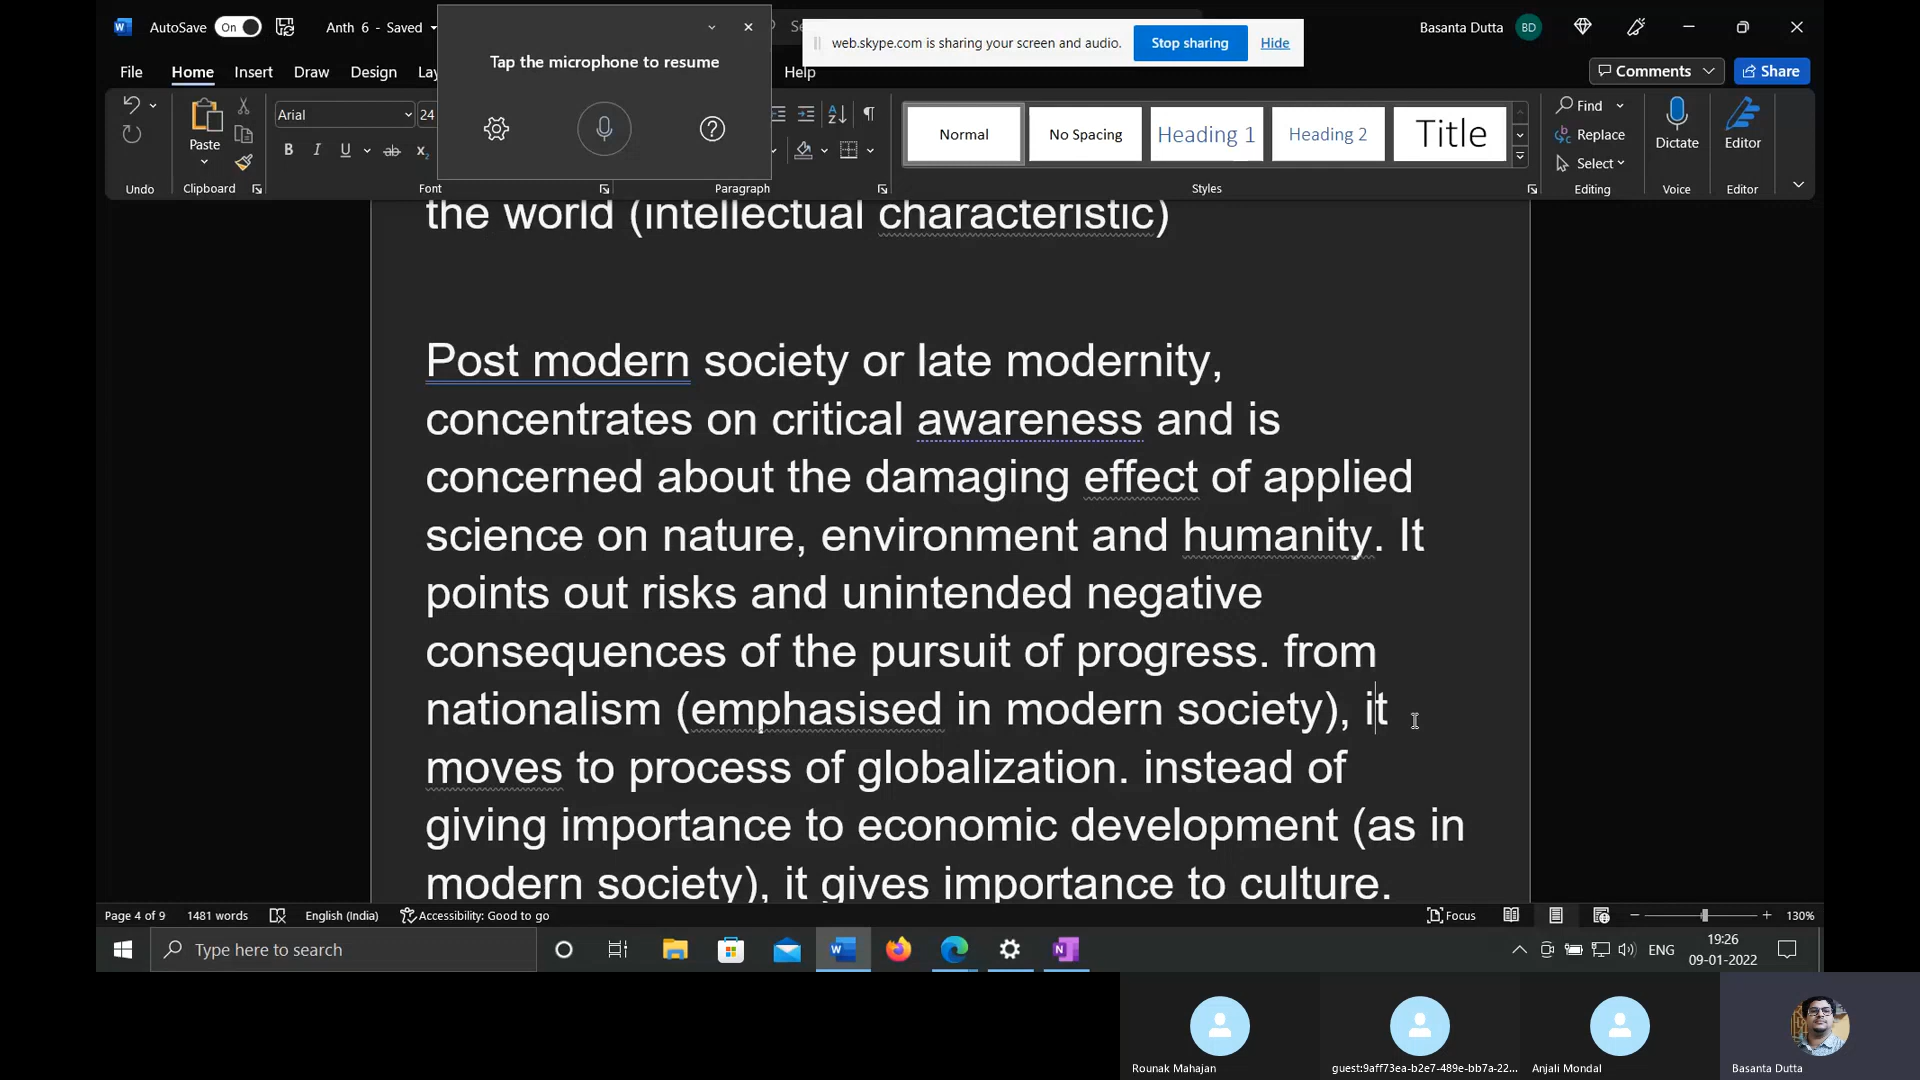 AutoSave On Anth 6 - Saved
Tap the microphone to resume
web.skype.com is sharing your screen and audio. Stop sharing Hide
Basanta Dutta BD
File Home Insert Draw Design Help Comments Share
Arial 24
Paste
B I U ab x₂
Undo Clipboard Font Paragraph
Normal No Spacing Heading 1 Heading 2 Title
Styles
Find
Replace
Select
Editing
Dictate
Voice
Editor
Editor
the world (intellectual characteristic)
Post modern society or late modernity,
concentrates on critical awareness and is
concerned about the damaging effect of applied
science on nature, environment and humanity. It
points out risks and unintended negative
consequences of the pursuit of progress. from
nationalism (emphasised in modern society), it
moves to process of globalization. instead of
giving importance to economic development (as in
modern society), it gives importance to culture.
Page 4 of 9 1481 words English (India) Accessibility: Good to go Focus 130%
Type here to search
ENG 19:26
09-01-2022
Rounak Mahajan guest:9aff73ea-b2e7-489e-bb7a-22... Anjali Mondal Basanta Dutta